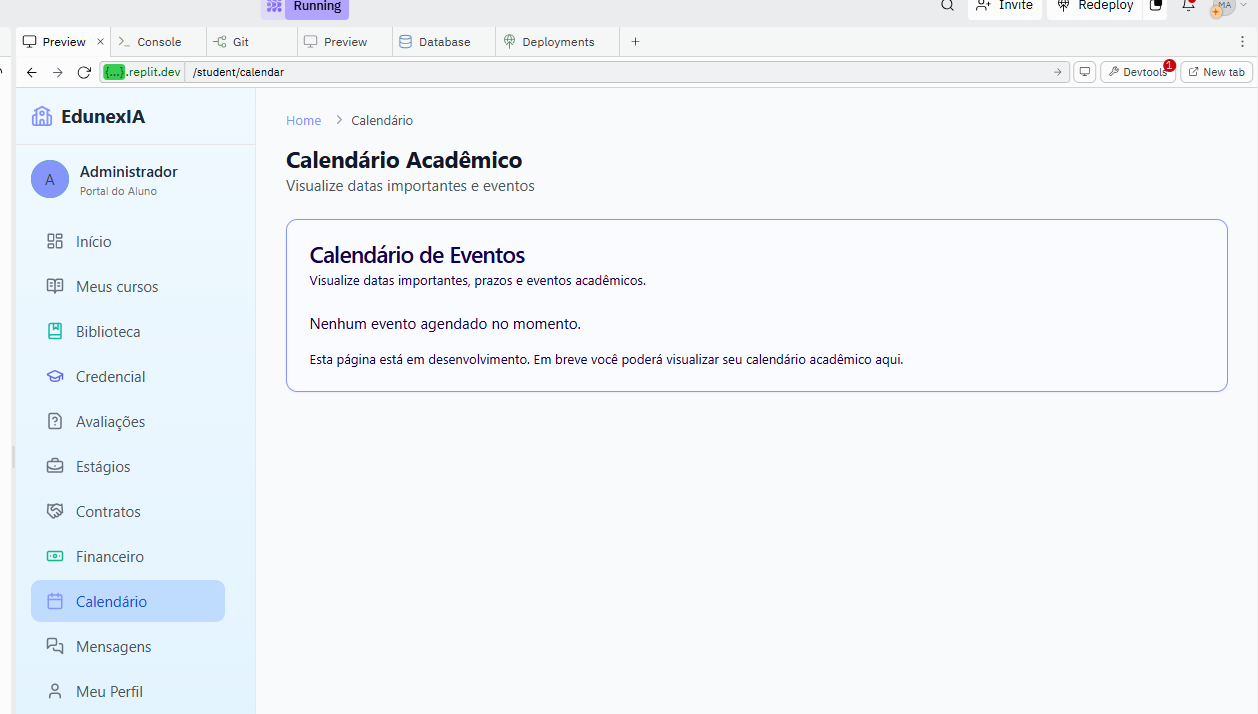 Running
Invite
Redeploy
MA
Preview
Console
Git
Preview
Database
Deployments
{...}.replit.dev
/student/calendar
Devtools
1
New tab
EdunexIA
A
Administrador
Portal do Aluno
Início
Meus cursos
Biblioteca
Credencial
Avaliações
Estágios
Contratos
Financeiro
Calendário
Mensagens
Meu Perfil
Home > Calendário
Calendário Acadêmico
Visualize datas importantes e eventos
Calendário de Eventos
Visualize datas importantes, prazos e eventos acadêmicos.
Nenhum evento agendado no momento.
Esta página está em desenvolvimento. Em breve você poderá visualizar seu calendário acadêmico aqui.